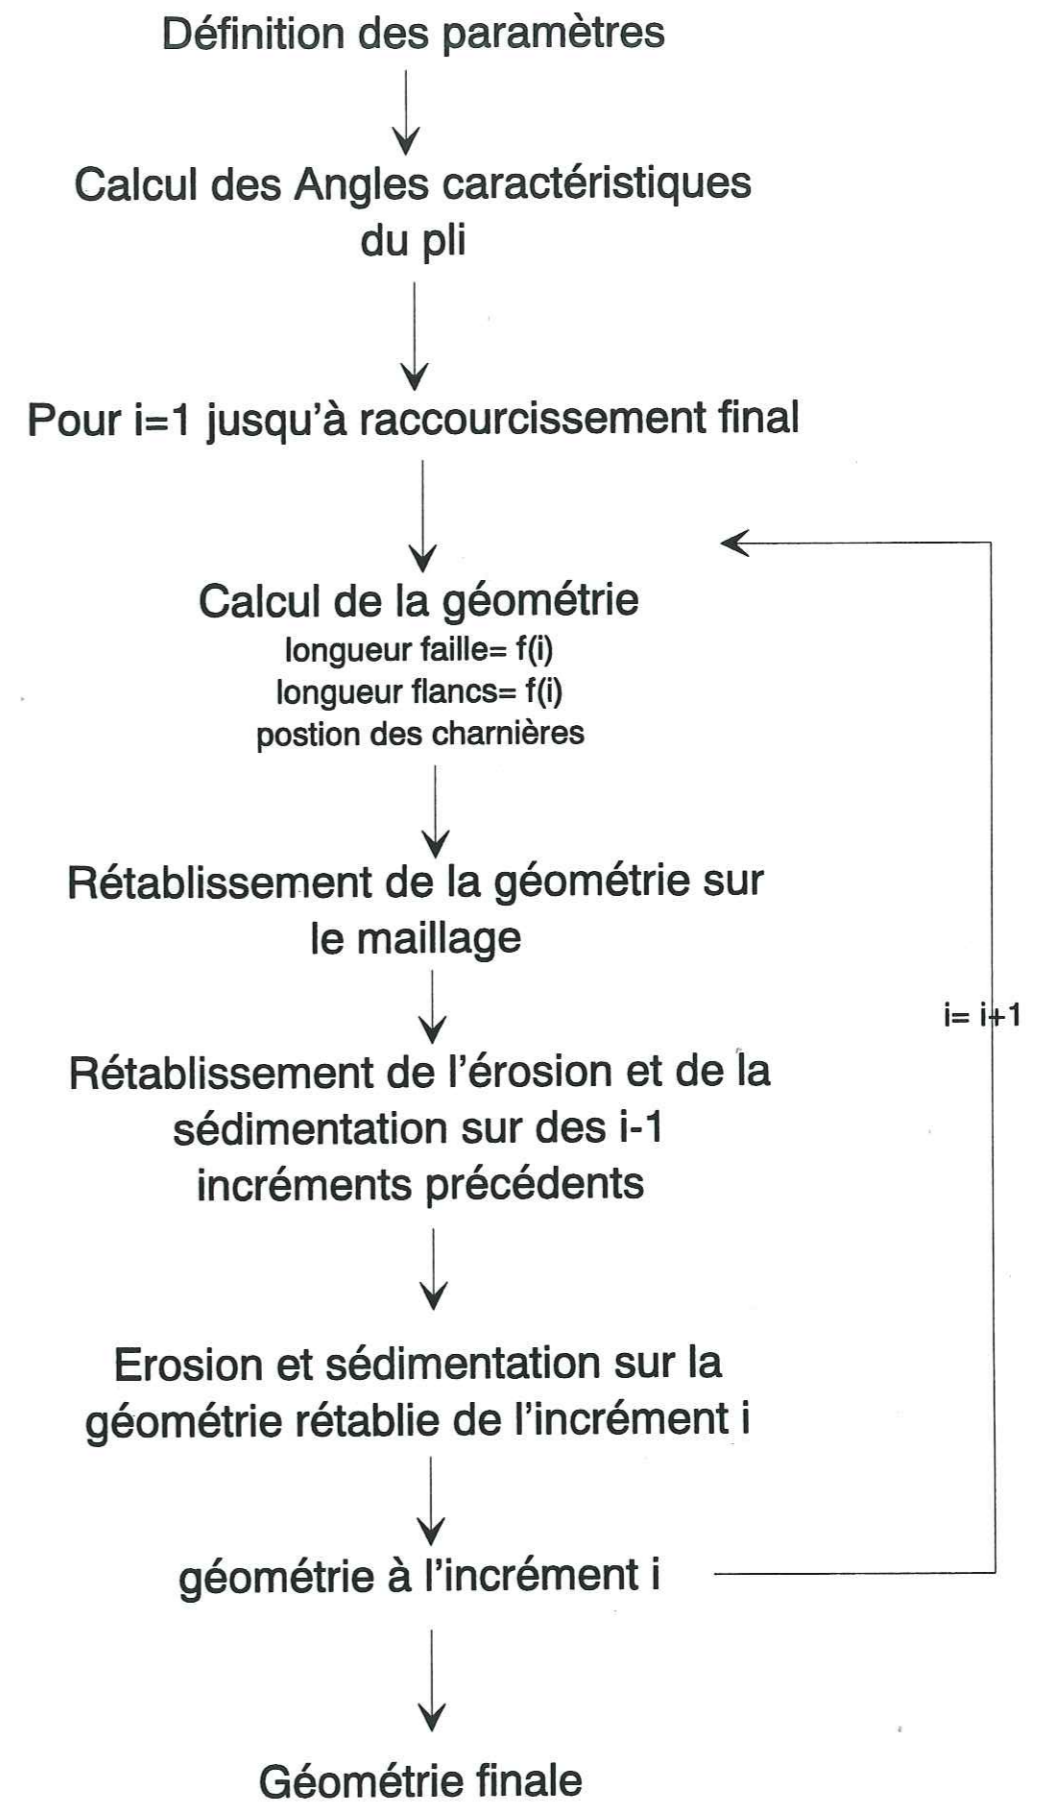 Définition des paramètres
Calcul des Angles caractéristiques
du pli
Pour i=1 jusqu'à raccourcissement final
Calcul de la géométrie
longueur faille= f(i)
longueur flancs= f(i)
postion des charnières
Rétablissement de la géométrie sur
le maillage
i= i+1
Rétablissement de l'érosion et de la
sédimentation sur des i-1
incréments précédents
Erosion et sédimentation sur la
géométrie rétablie de l'incrément i
géométrie à l'incrément i
Géométrie finale